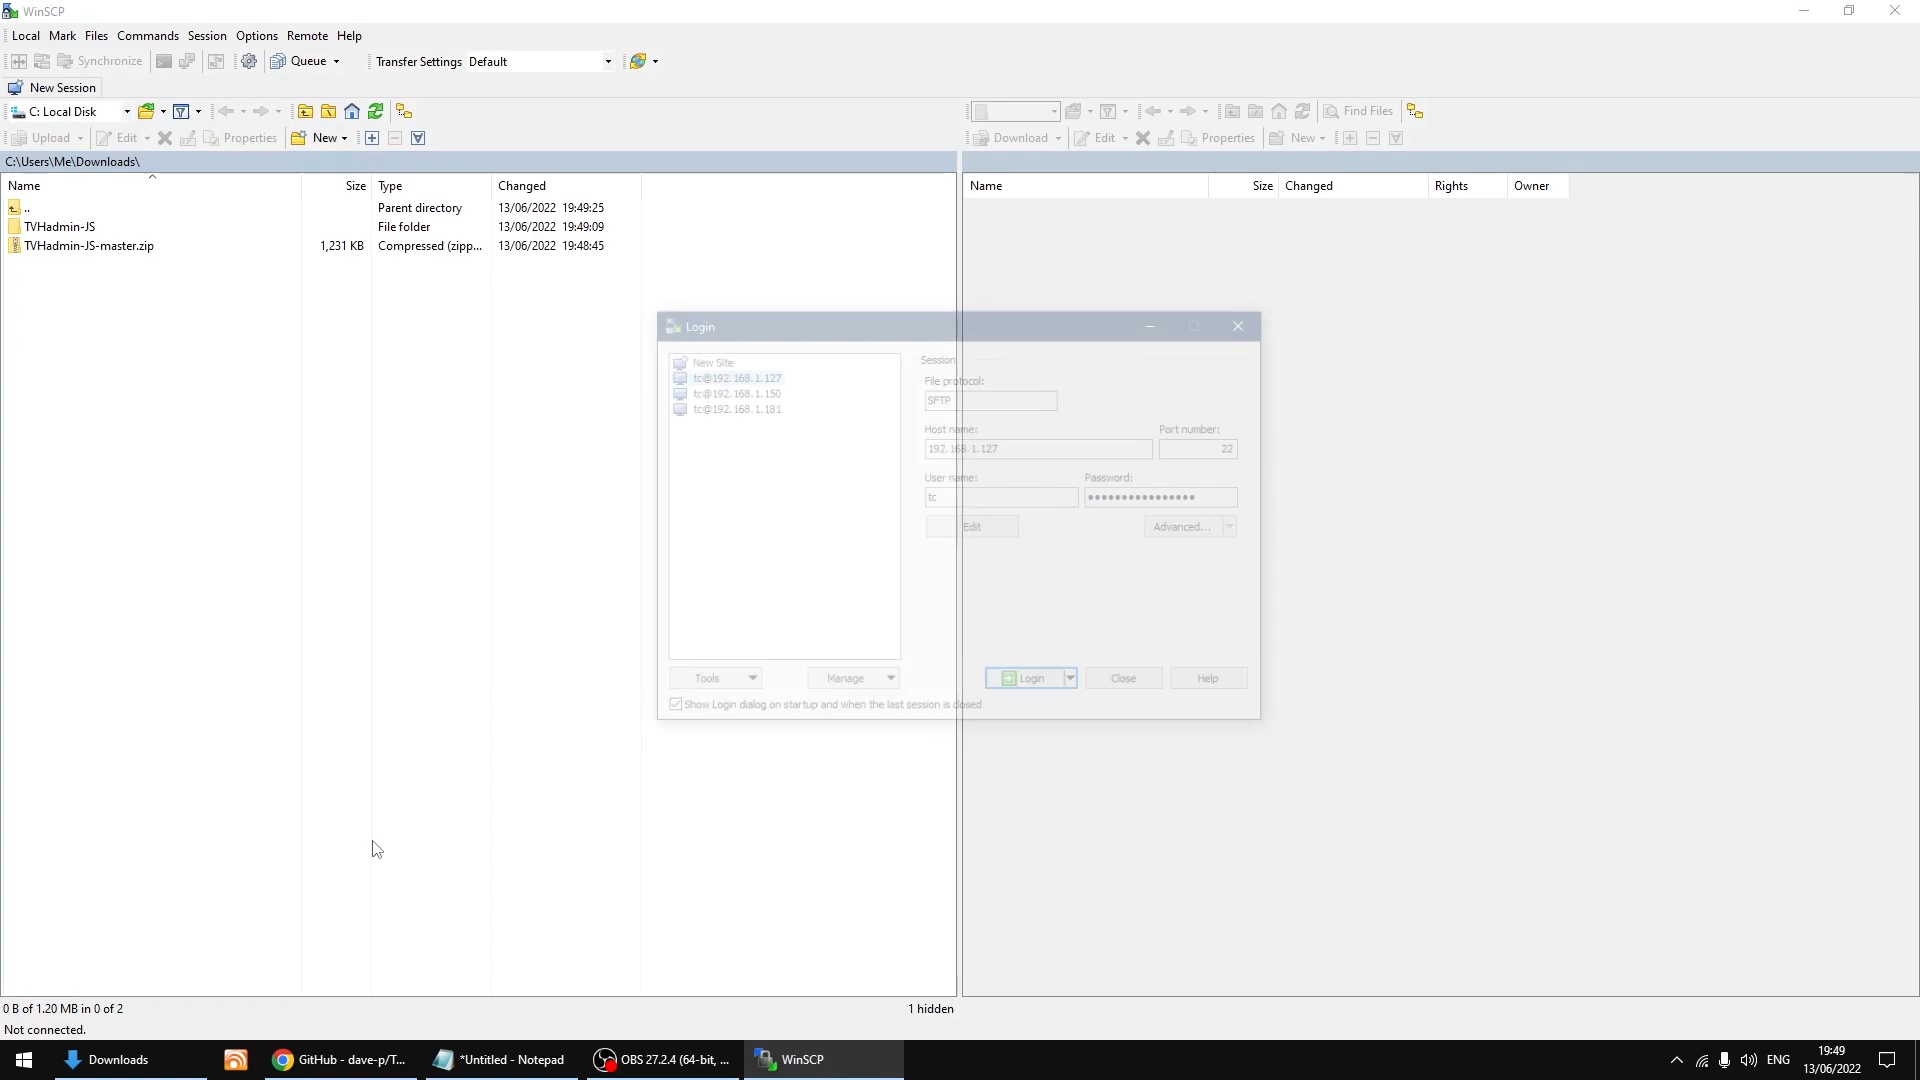 WinSCP
Local Mark Files Commands Session Options Remote Help
Synchronize Queue Transfer Settings Default
New Session
C: Local Disk Find Files
Upload Edit Properties New Download Edit Properties New
C:\Users\Me\Downloads\
Name Size Type Changed Name Size Changed Rights Owner
.. Parent directory 13/06/2022 19:49:25
TVHadmin-JS File folder 13/06/2022 19:49:09
TVHadmin-JS-master.zip 1,231 KB Compressed (zipp... 13/06/2022 19:48:45
Login
New Site
tc@192.168.1.127
tc@192.168.1.150
tc@192.168.1.181
Session
File protocol:
SFTP
Host name: Port number:
192.168.1.127 22
User name: Password:
tc ••••••••••••••••
Edit Advanced...
Tools Manage Login Close Help
Show Login dialog on startup and when the last session is closed
0 B of 1.20 MB in 0 of 2 1 hidden
Not connected.
Downloads GitHub - dave-p/T... *Untitled - Notepad OBS 27.2.4 (64-bit, ... WinSCP ENG 19:49
13/06/2022